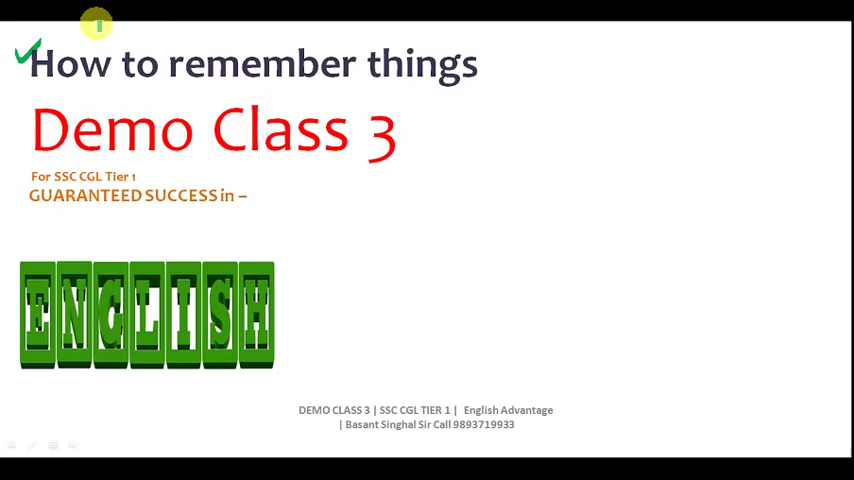 How to remember things
Demo Class 3
For SSC CGL Tier 1
GUARANTEED SUCCESS in –
ENGLISH
DEMO CLASS 3 | SSC CGL TIER 1 | English Advantage
| Basant Singhal Sir Call 9893719933